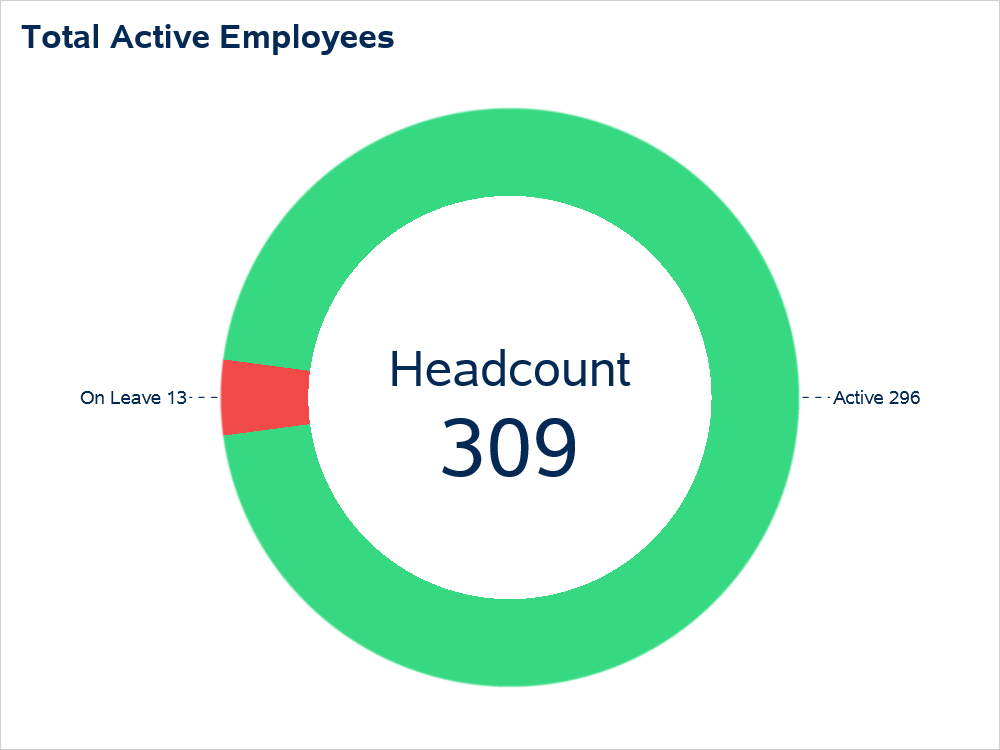 Total Active Employees
Headcount
309
On Leave 13
Active 296